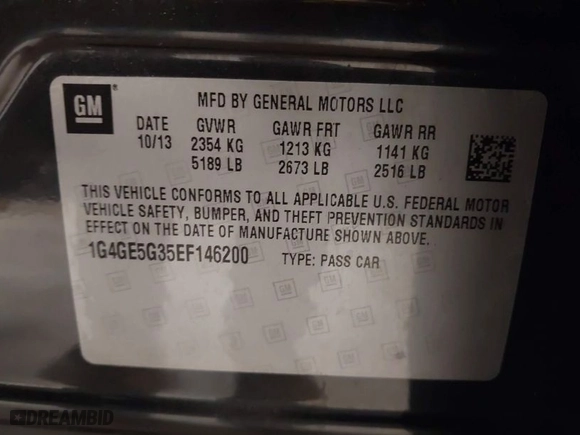 GM
MFD BY GENERAL MOTORS LLC
DATE GVWR GAWR FRT GAWR RR
10/13 2354 KG 1213 KG 1141 KG
5189 LB 2673 LB 2516 LB
THIS VEHICLE CONFORMS TO ALL APPLICABLE U.S. FEDERAL MOTOR
VEHICLE SAFETY, BUMPER, AND THEFT PREVENTION STANDARDS IN
EFFECT ON THE DATE OF MANUFACTURE SHOWN ABOVE.
1G4GE5G35EF146200 TYPE: PASS CAR
DREAMBID